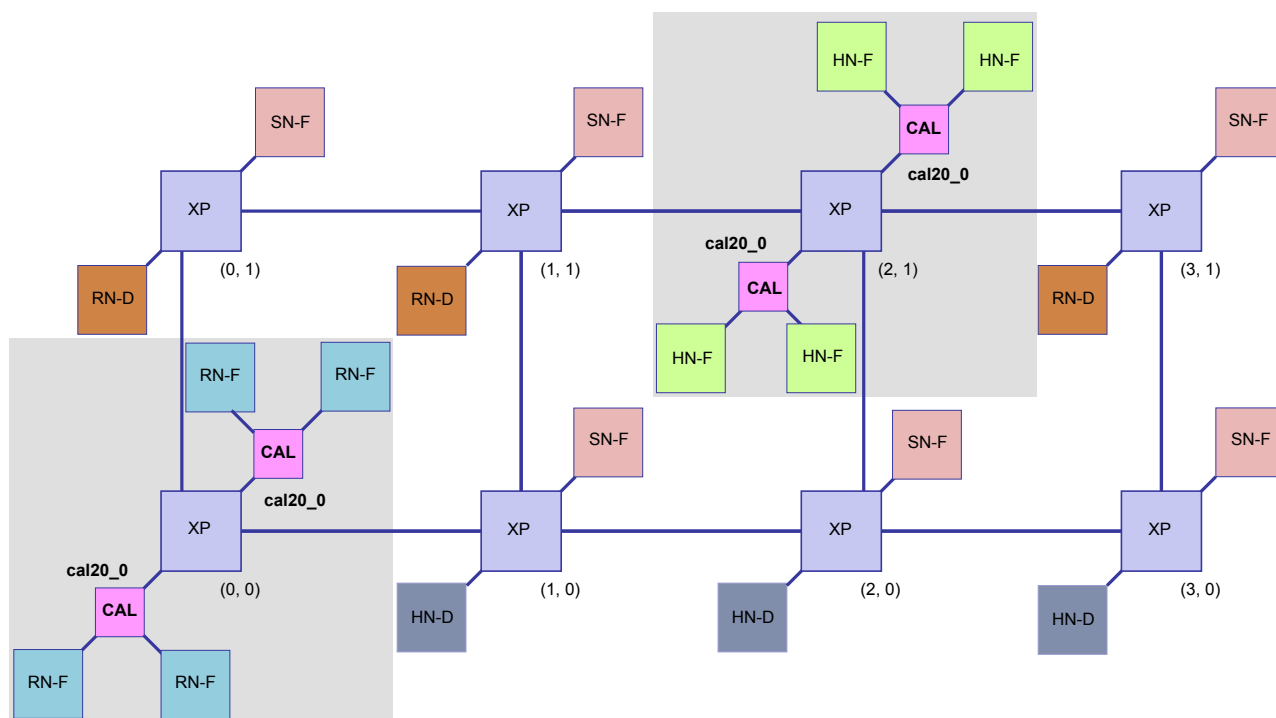 HN-F
HN-F
SN-F
SN-F
SN-F
CAL
cal20_0
XP
XP
XP
XP
cal20_0
(0, 1)
(1, 1)
(2, 1)
(3, 1)
RN-D
RN-D
CAL
RN-D
HN-F
HN-F
RN-F
RN-F
SN-F
SN-F
SN-F
CAL
cal20_0
XP
XP
XP
XP
cal20_0
(0, 0)
(1, 0)
(2, 0)
(3, 0)
CAL
HN-D
HN-D
HN-D
RN-F
RN-F